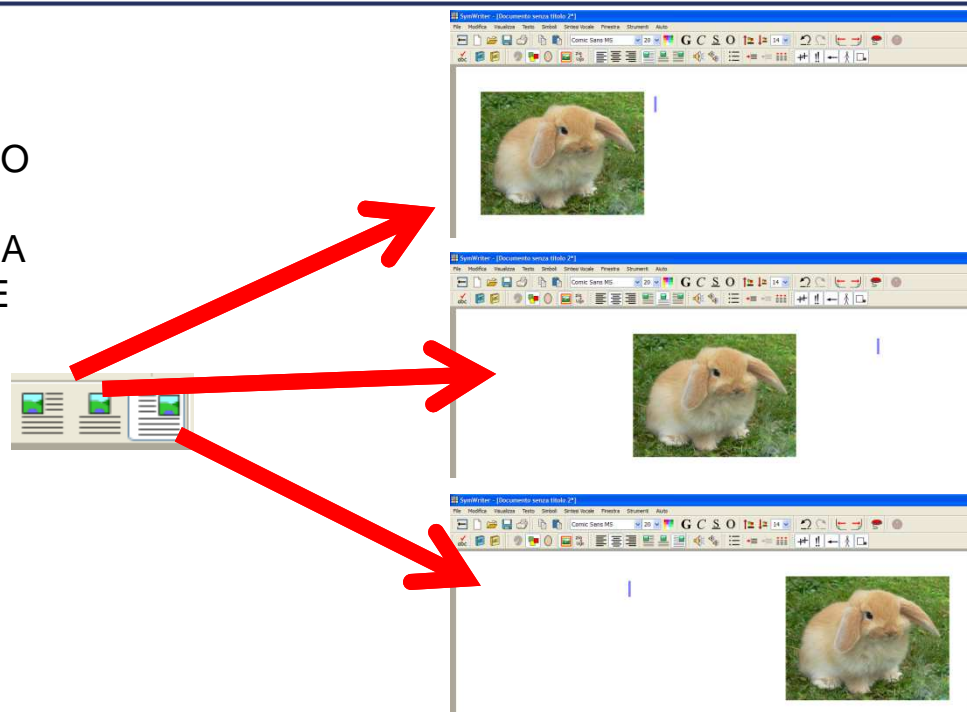 O
A
E
SymWriter - [Documento senza titolo 2*]
File Modifica Visualizza Testo Simboli Sintesi Vocale Finestra Strumenti Aiuto
Comic Sans MS 20 G C S O 14
abc
SymWriter - [Documento senza titolo 2*]
File Modifica Visualizza Testo Simboli Sintesi Vocale Finestra Strumenti Aiuto
Comic Sans MS 20 G C S O 14
abc
SymWriter - [Documento senza titolo 2*]
File Modifica Visualizza Testo Simboli Sintesi Vocale Finestra Strumenti Aiuto
Comic Sans MS 20 G C S O 14
abc